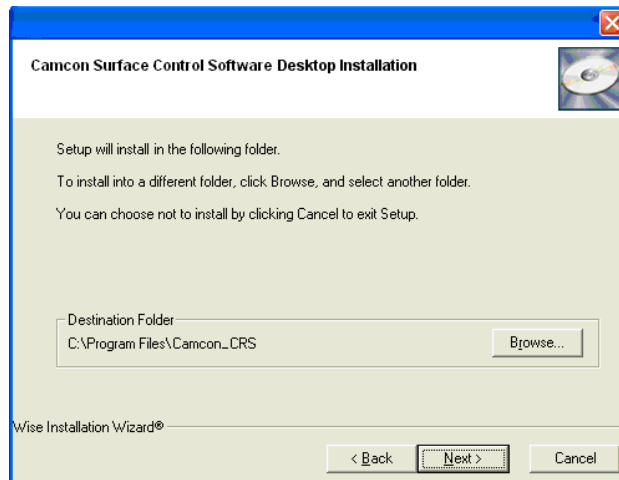 Camcon Surface Control Software Desktop Installation
Setup will install in the following folder.
To install into a different folder, click Browse, and select another folder.
You can choose not to install by clicking Cancel to exit Setup.
Destination Folder
C:\Program Files\Camcon_CRS
Browse...
Wise Installation Wizard®
< Back
Next >
Cancel